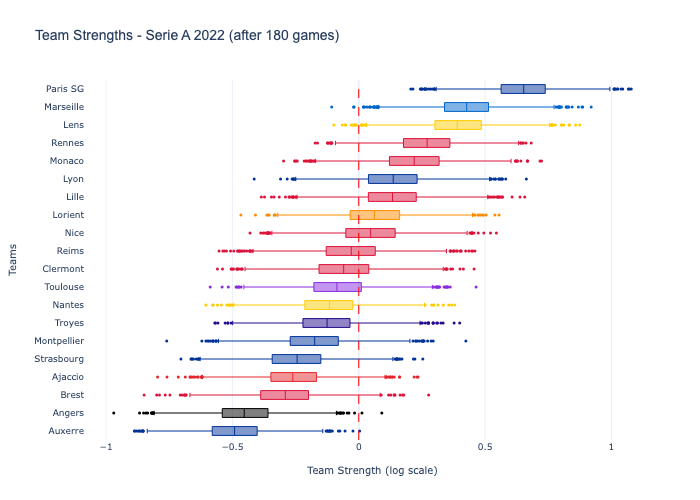 Team Strengths - Serie A 2022 (after 180 games)
Paris SG
Marseille
Lens
Rennes
Monaco
Lyon
Lille
Lorient
Nice
Reims
Clermont
Toulouse
Nantes
Troyes
Montpellier
Strasbourg
Ajaccio
Brest
Angers
Auxerre
Teams
−1 −0.5 0 0.5 1
Team Strength (log scale)